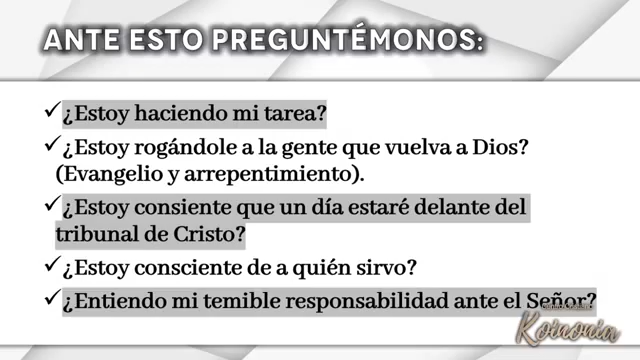 ANTE ESTO PREGUNTÉMONOS:
✓¿Estoy haciendo mi tarea?
✓¿Estoy rogándole a la gente que vuelva a Dios?
(Evangelio y arrepentimiento).
✓¿Estoy consiente que un día estaré delante del
tribunal de Cristo?
✓¿Estoy consciente de a quién sirvo?
✓¿Entiendo mi temible responsabilidad ante el Señor?
Koinonia